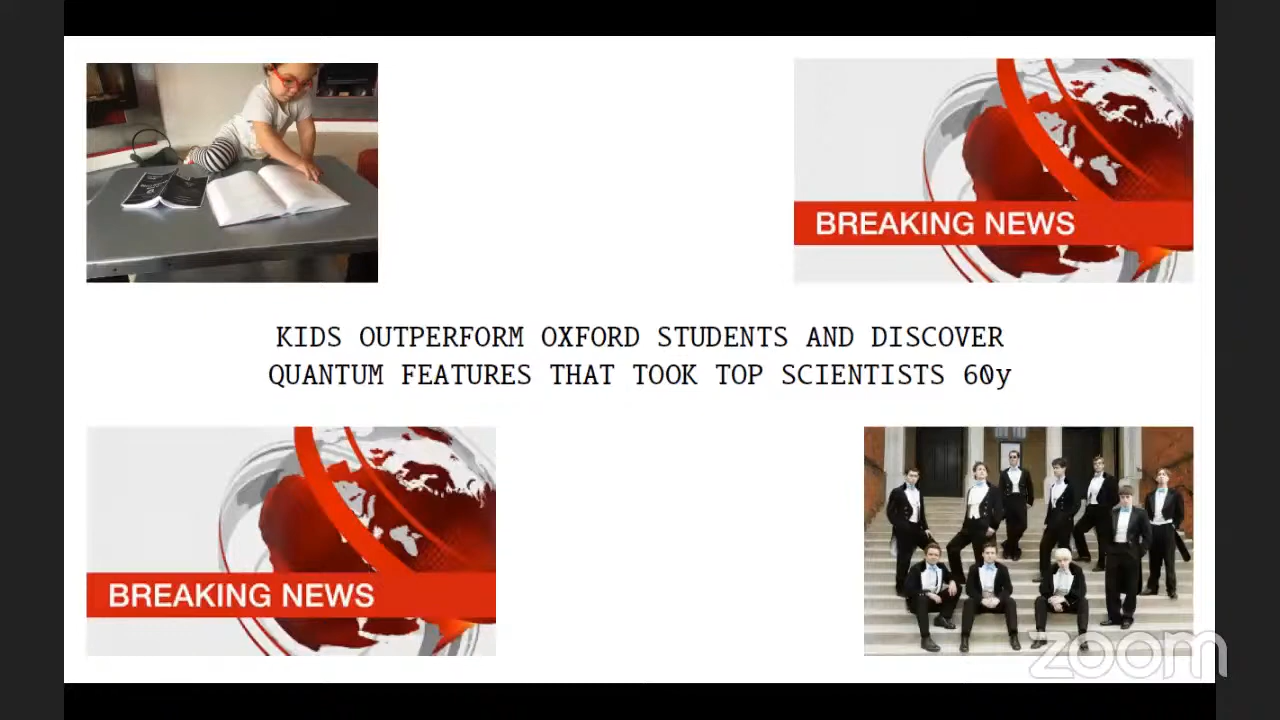 BREAKING NEWS
KIDS OUTPERFORM OXFORD STUDENTS AND DISCOVER
QUANTUM FEATURES THAT TOOK TOP SCIENTISTS 60y
BREAKING NEWS
zoom